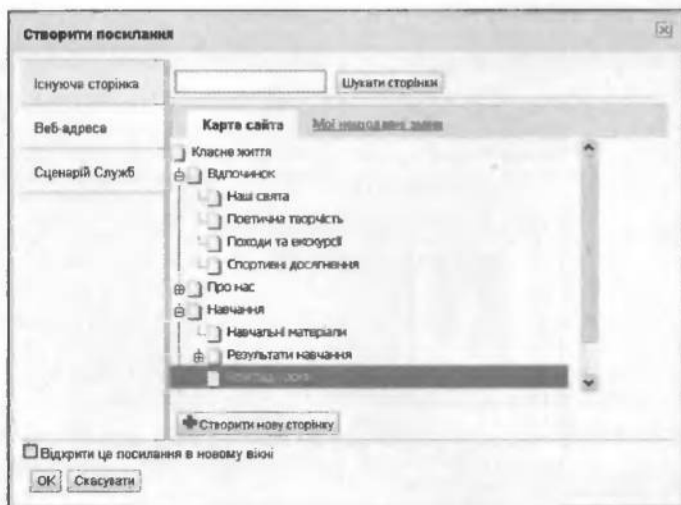 Створити посилання
Існуюча сторінка
Шукати сторінки
Веб-адреса
Карта сайта
Мої зміни
Сценарій Служб
Класне життя
Відпочинок
Наші свята
Поетична творчість
Походи та екскурсії
Спортивні досягнення
Про нас
Навчання
Навчальні матеріали
Результати навчання
Створити нову сторінку
Відкрити це посилання в новому вікні
OK
Скасувати